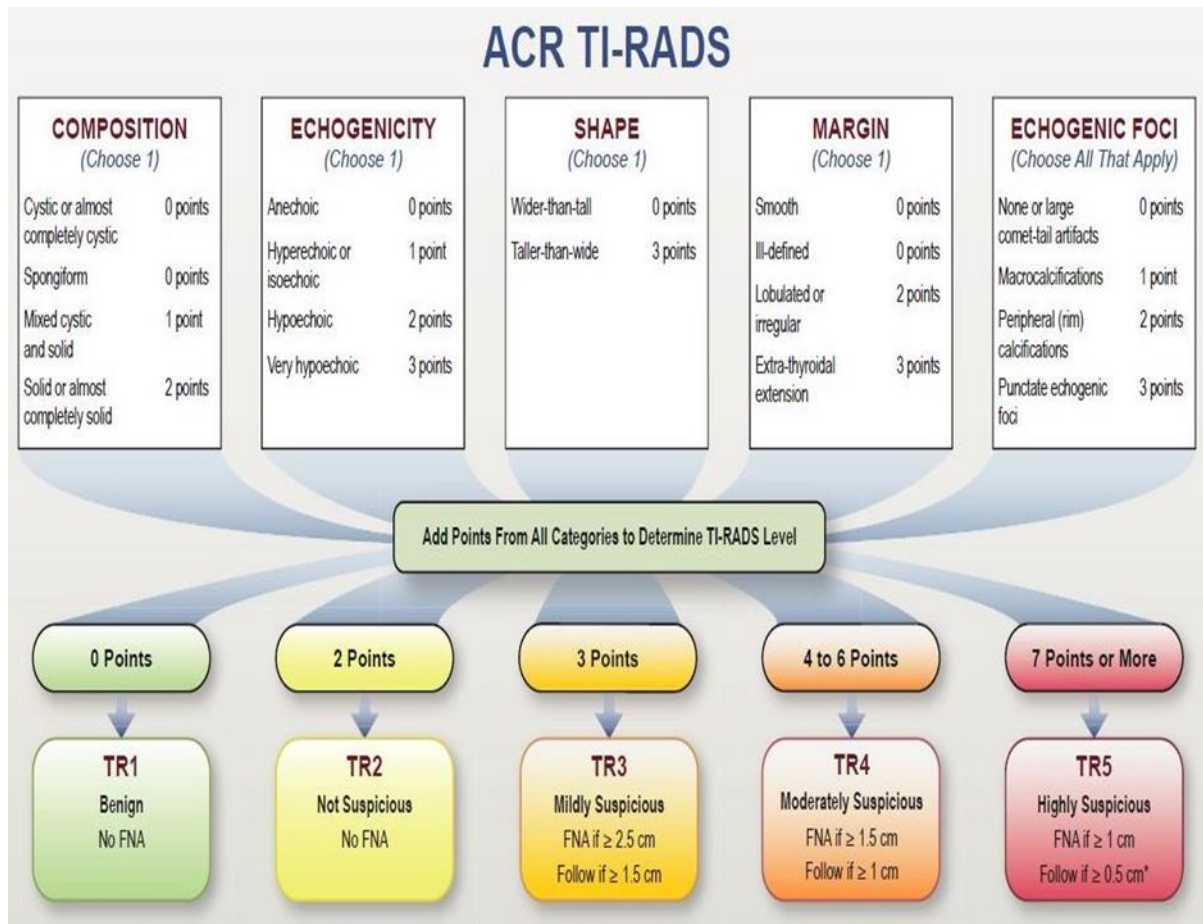 ACR TI-RADS
COMPOSITION
(Choose 1)
Cystic or almost completely cystic 0 points
Spongiform 0 points
Mixed cystic and solid 1 point
Solid or almost completely solid 2 points
ECHOGENICITY
(Choose 1)
Anechoic 0 points
Hyperechoic or isoechoic 1 point
Hypoechoic 2 points
Very hypoechoic 3 points
SHAPE
(Choose 1)
Wider-than-tall 0 points
Taller-than-wide 3 points
MARGIN
(Choose 1)
Smooth 0 points
Ill-defined 0 points
Lobulated or irregular 2 points
Extra-thyroidal extension 3 points
ECHOGENIC FOCI
(Choose All That Apply)
None or large comet-tail artifacts 0 points
Macrocalcifications 1 point
Peripheral (rim) calcifications 2 points
Punctate echogenic foci 3 points
Add Points From All Categories to Determine TI-RADS Level
0 Points
TR1
Benign
No FNA
2 Points
TR2
Not Suspicious
No FNA
3 Points
TR3
Mildly Suspicious
FNA if ≥ 2.5 cm
Follow if ≥ 1.5 cm
4 to 6 Points
TR4
Moderately Suspicious
FNA if ≥ 1.5 cm
Follow if ≥ 1 cm
7 Points or More
TR5
Highly Suspicious
FNA if ≥ 1 cm
Follow if ≥ 0.5 cm*